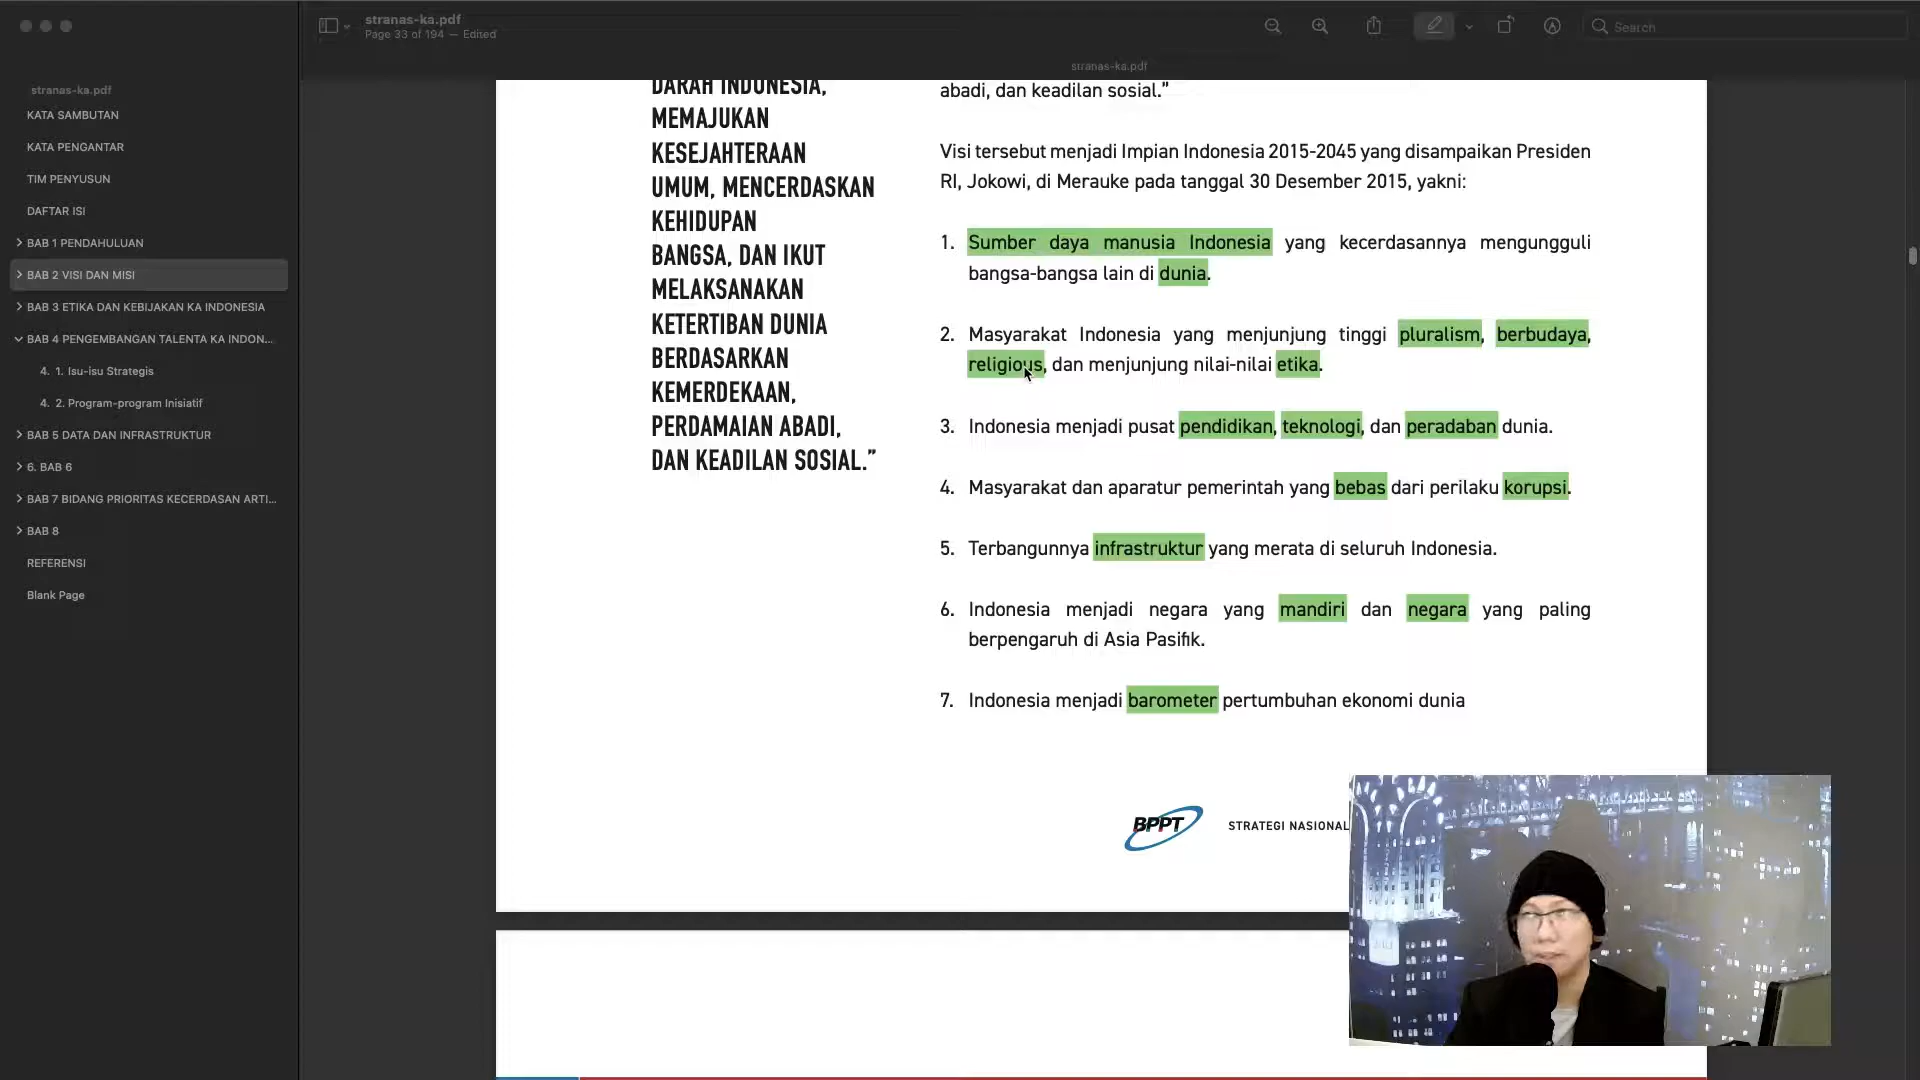 stranas-ka.pdf
Page 33 of 194 — Edited
Search
stranas-ka.pdf
stranas-ka.pdf
KATA SAMBUTAN
KATA PENGANTAR
TIM PENYUSUN
DAFTAR ISI
BAB 1 PENDAHULUAN
BAB 2 VISI DAN MISI
BAB 3 ETIKA DAN KEBIJAKAN KA INDONESIA
BAB 4 PENGEMBANGAN TALENTA KA INDON...
4. 1. Isu-isu Strategis
4. 2. Program-program Inisiatif
BAB 5 DATA DAN INFRASTRUKTUR
6. BAB 6
BAB 7 BIDANG PRIORITAS KECERDASAN ARTI...
BAB 8
REFERENSI
Blank Page
DARAH INDONESIA,
MEMAJUKAN
KESEJAHTERAAN
UMUM, MENCERDASKAN
KEHIDUPAN
BANGSA, DAN IKUT
MELAKSANAKAN
KETERTIBAN DUNIA
BERDASARKAN
KEMERDEKAAN,
PERDAMAIAN ABADI,
DAN KEADILAN SOSIAL.”
abadi, dan keadilan sosial.”
Visi tersebut menjadi Impian Indonesia 2015-2045 yang disampaikan Presiden
RI, Jokowi, di Merauke pada tanggal 30 Desember 2015, yakni:
1. Sumber daya manusia Indonesia yang kecerdasannya mengungguli
bangsa-bangsa lain di dunia.
2. Masyarakat Indonesia yang menjunjung tinggi pluralism, berbudaya,
religious, dan menjunjung nilai-nilai etika.
3. Indonesia menjadi pusat pendidikan, teknologi, dan peradaban dunia.
4. Masyarakat dan aparatur pemerintah yang bebas dari perilaku korupsi.
5. Terbangunnya infrastruktur yang merata di seluruh Indonesia.
6. Indonesia menjadi negara yang mandiri dan negara yang paling
berpengaruh di Asia Pasifik.
7. Indonesia menjadi barometer pertumbuhan ekonomi dunia
BPPT
STRATEGI NASIONAL